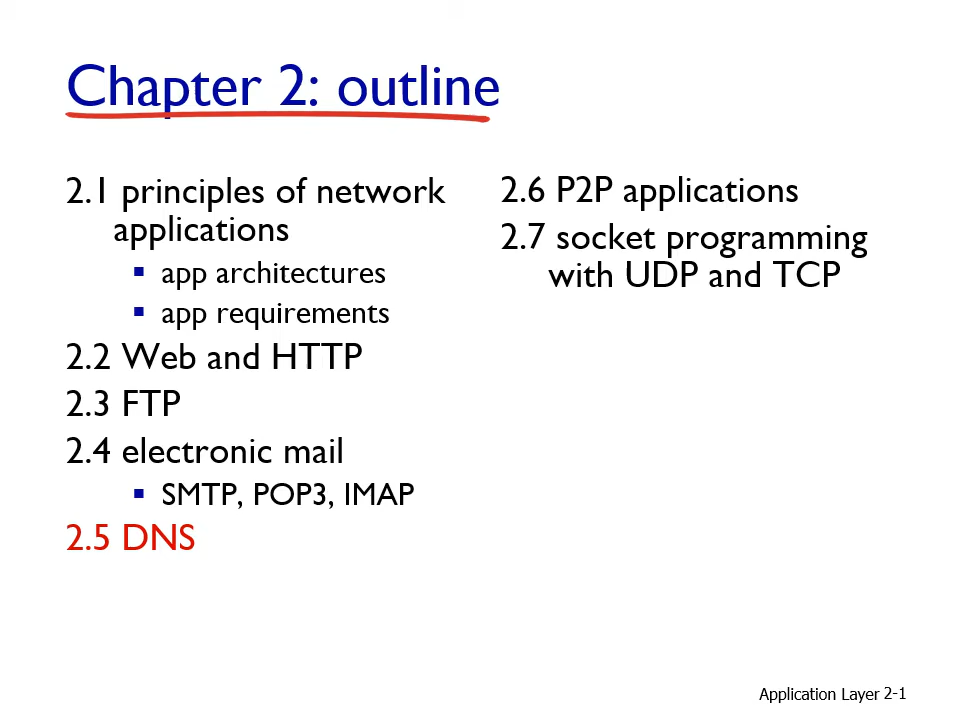 Chapter 2: outline
2.1 principles of network
applications
▪ app architectures
▪ app requirements
2.2 Web and HTTP
2.3 FTP
2.4 electronic mail
▪ SMTP, POP3, IMAP
2.5 DNS
2.6 P2P applications
2.7 socket programming
with UDP and TCP
Application Layer 2-1